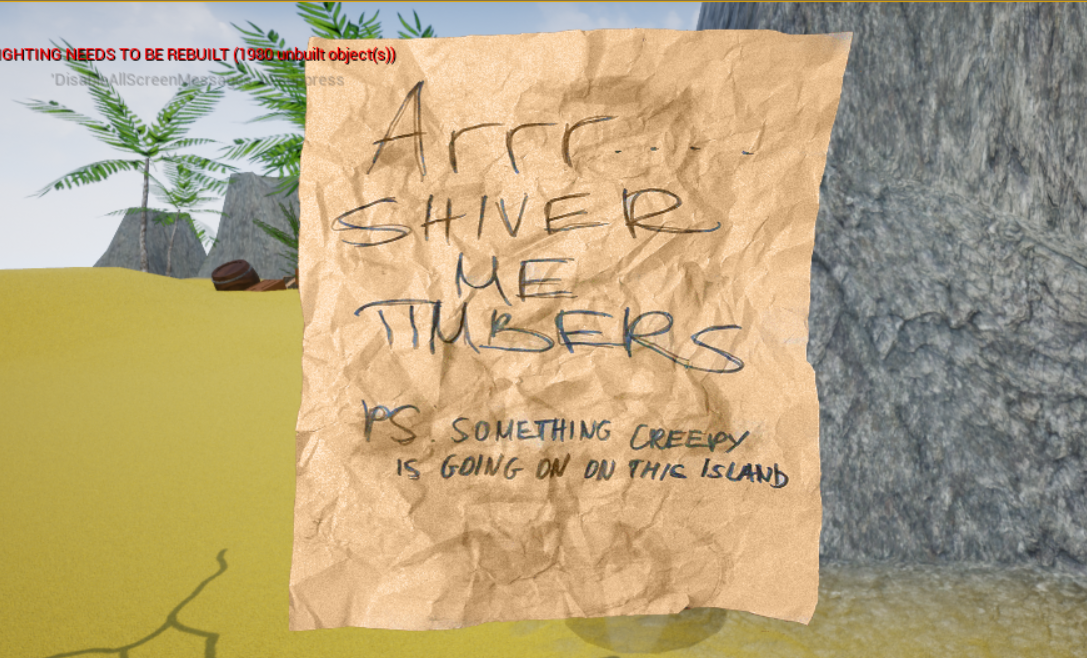 IGHTING NEEDS TO BE REBUILT (1980 unbuilt object(s))
Arrr.....
SHIVER
ME
TIMBERS
PS. SOMETHING CREEPY
IS GOING ON ON THIS ISLAND